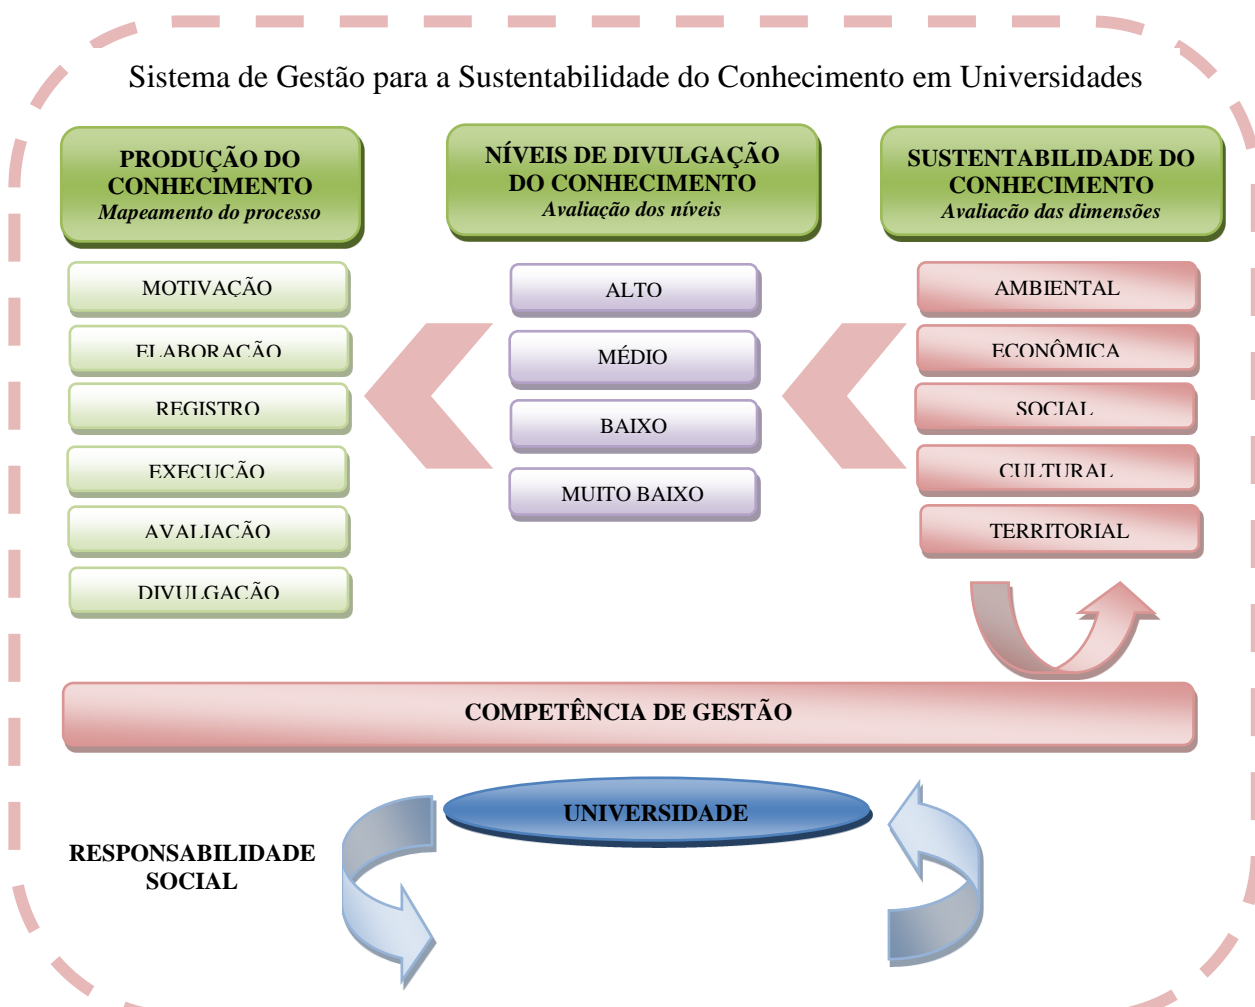 Sistema de Gestão para a Sustentabilidade do Conhecimento em Universidades
PRODUÇÃO DO
CONHECIMENTO
Mapeamento do processo
MOTIVAÇÃO
ELABORAÇÃO
REGISTRO
EXECUÇÃO
AVALIAÇÃO
DIVULGAÇÃO
NÍVEIS DE DIVULGAÇÃO
DO CONHECIMENTO
Avaliação dos níveis
ALTO
MÉDIO
BAIXO
MUITO BAIXO
SUSTENTABILIDADE DO
CONHECIMENTO
Avaliação das dimensões
AMBIENTAL
ECONÔMICA
SOCIAL
CULTURAL
TERRITORIAL
COMPETÊNCIA DE GESTÃO
UNIVERSIDADE
RESPONSABILIDADE
SOCIAL